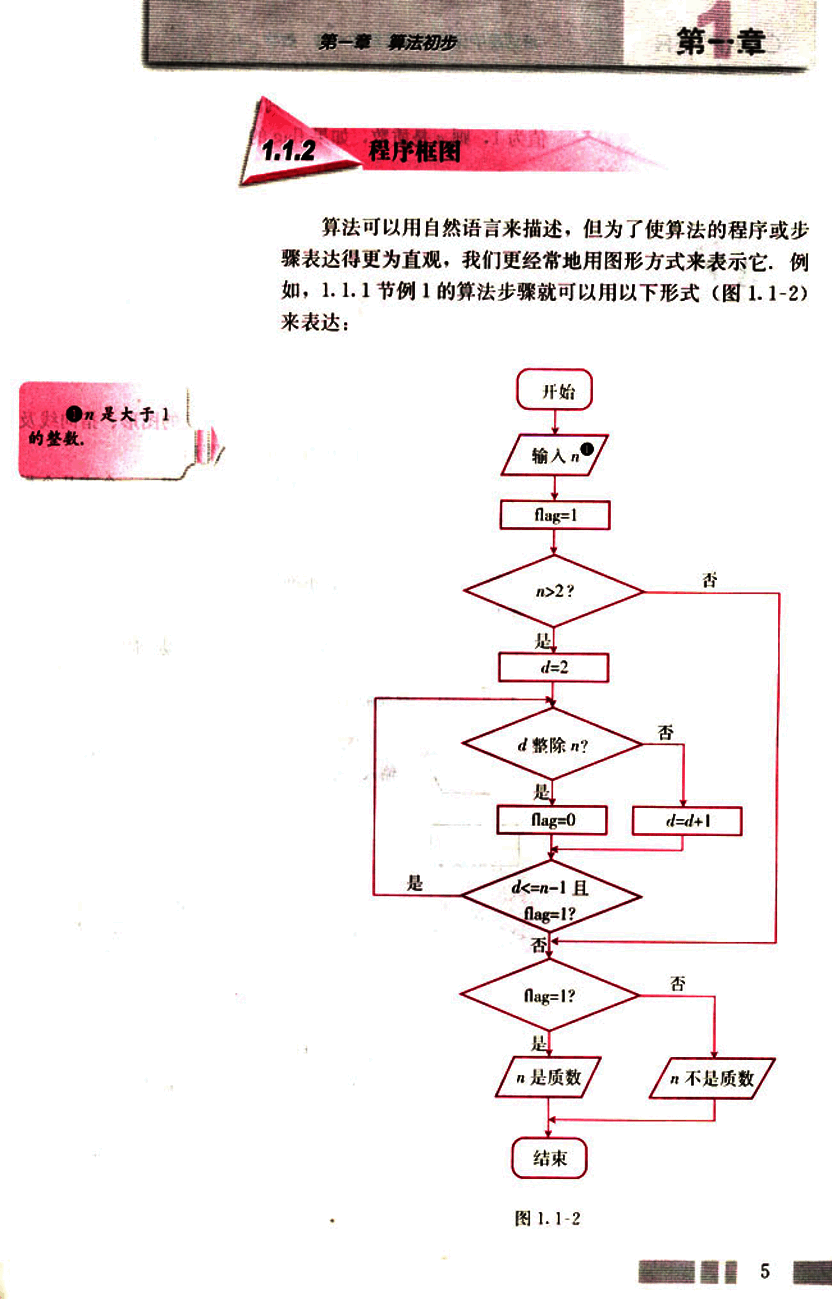 第一章 算法初步
第一章
1.1.2 程序框图
算法可以用自然语言来描述，但为了使算法的程序或步
骤表达得更为直观，我们更经常地用图形方式来表示它. 例
如，1.1.1节例1的算法步骤就可以用以下形式（图1.1-2）
来表达：
❶n是大于1
的整数.
开始
输入n❶
flag=1
n>2?
否
是
d=2
d整除n?
否
是
flag=0
d=d+1
d<=n-1且
flag=1?
是
否
flag=1?
否
是
n是质数
n不是质数
结束
图1.1-2
5